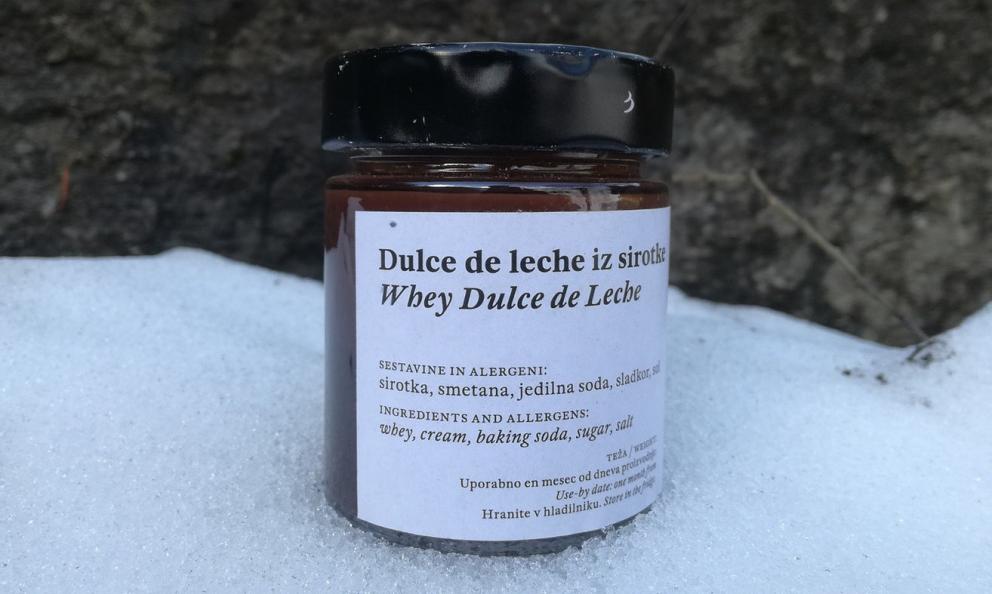 Dulce de leche iz sirotke
Whey Dulce de Leche
SESTAVINE IN ALERGENI:
sirotka, smetana, jedilna soda, sladkor,
INGREDIENTS AND ALLERGENS:
whey, cream, baking soda, sugar, salt
TEŽA / WEIGHT:
Uporabno en mesec od dneva proizvodnje.
Use-by date: one month from
Hranite v hladilniku. Store in the fridge.